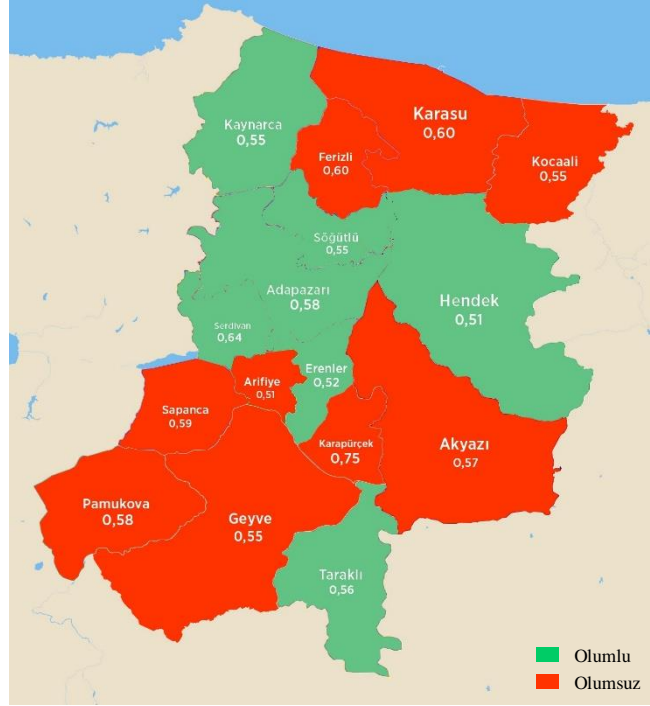 Kaynarca
0,55
Karasu
0,60
Ferizli
0,60
Kocaali
0,55
Söğütlü
0,55
Adapazarı
0,58
Hendek
0,51
Serdivan
0,64
Erenler
0,52
Arifiye
0,51
Sapanca
0,59
Karapürçek
0,75
Akyazı
0,57
Pamukova
0,58
Geyve
0,55
Taraklı
0,56
Olumlu
Olumsuz